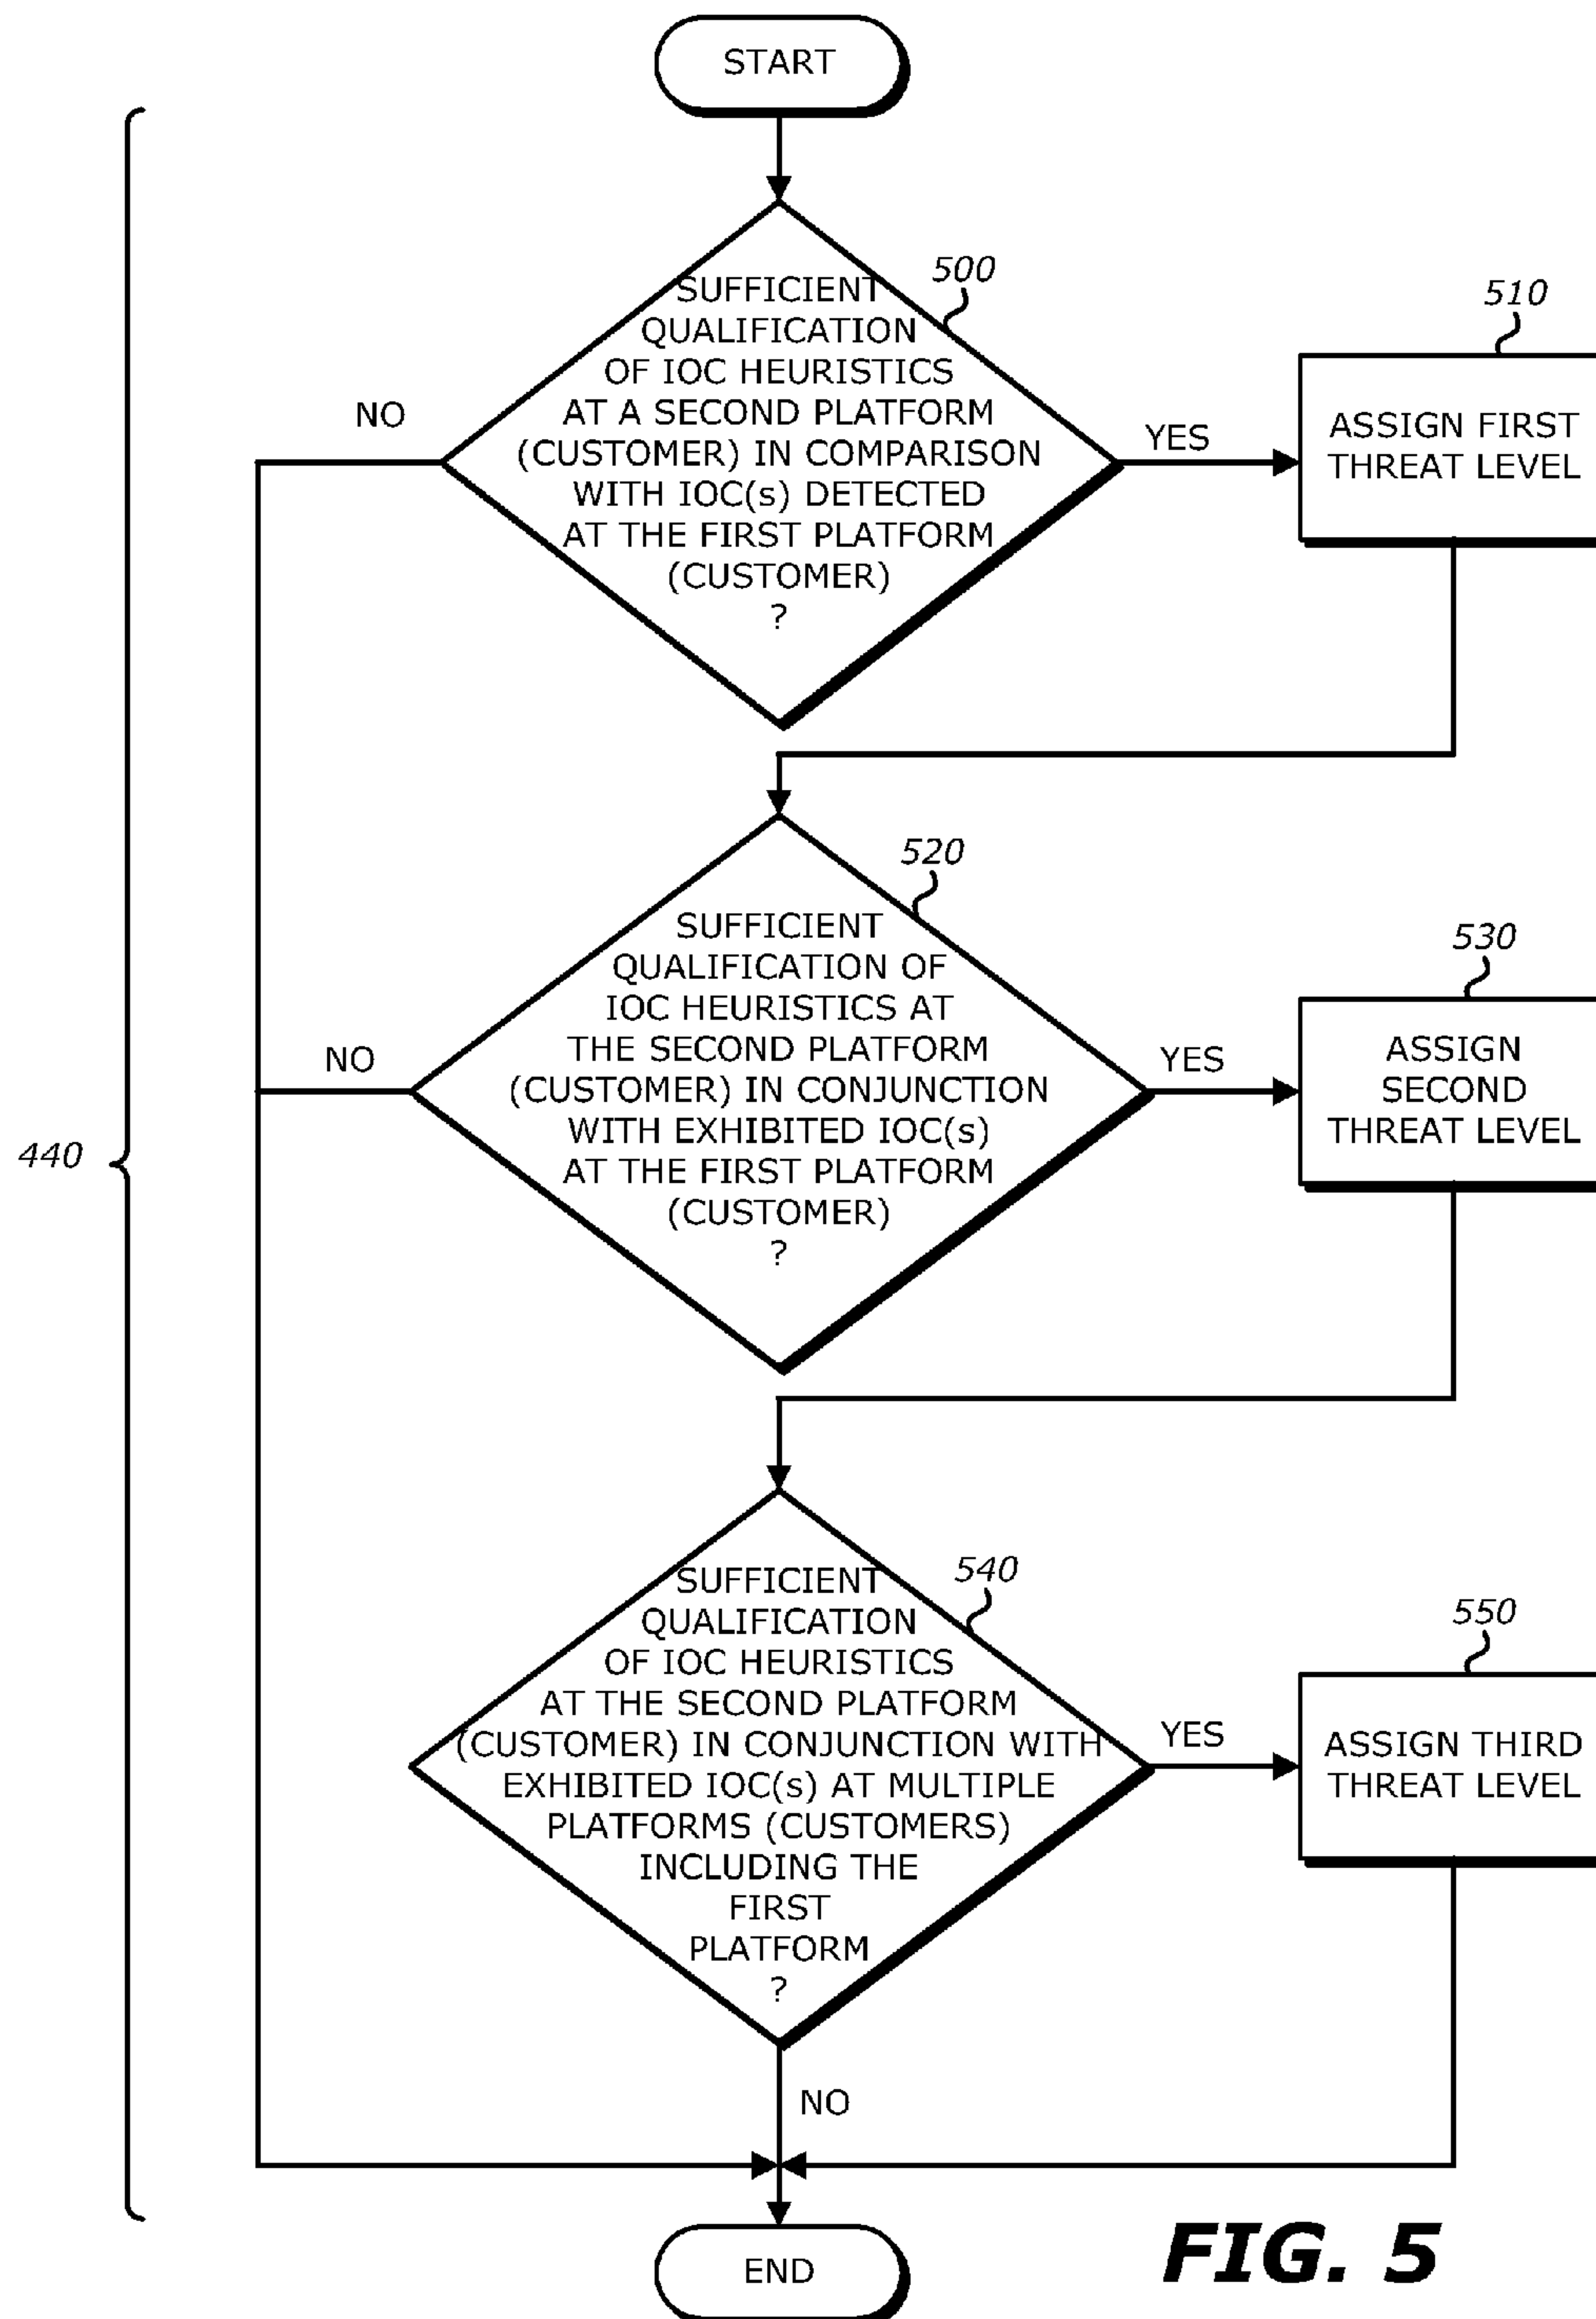 START
500
SUFFICIENT
QUALIFICATION
OF IOC HEURISTICS
AT A SECOND PLATFORM
(CUSTOMER) IN COMPARISON
WITH IOC(s) DETECTED
AT THE FIRST PLATFORM
(CUSTOMER)
?
NO
YES
510
ASSIGN FIRST
THREAT LEVEL
520
SUFFICIENT
QUALIFICATION OF
IOC HEURISTICS AT
THE SECOND PLATFORM
(CUSTOMER) IN CONJUNCTION
WITH EXHIBITED IOC(s)
AT THE FIRST PLATFORM
(CUSTOMER)
?
NO
YES
530
ASSIGN
SECOND
THREAT LEVEL
440
540
SUFFICIENT
QUALIFICATION
OF IOC HEURISTICS
AT THE SECOND PLATFORM
(CUSTOMER) IN CONJUNCTION WITH
EXHIBITED IOC(s) AT MULTIPLE
PLATFORMS (CUSTOMERS)
INCLUDING THE
FIRST
PLATFORM
?
YES
550
ASSIGN THIRD
THREAT LEVEL
NO
END
FIG. 5